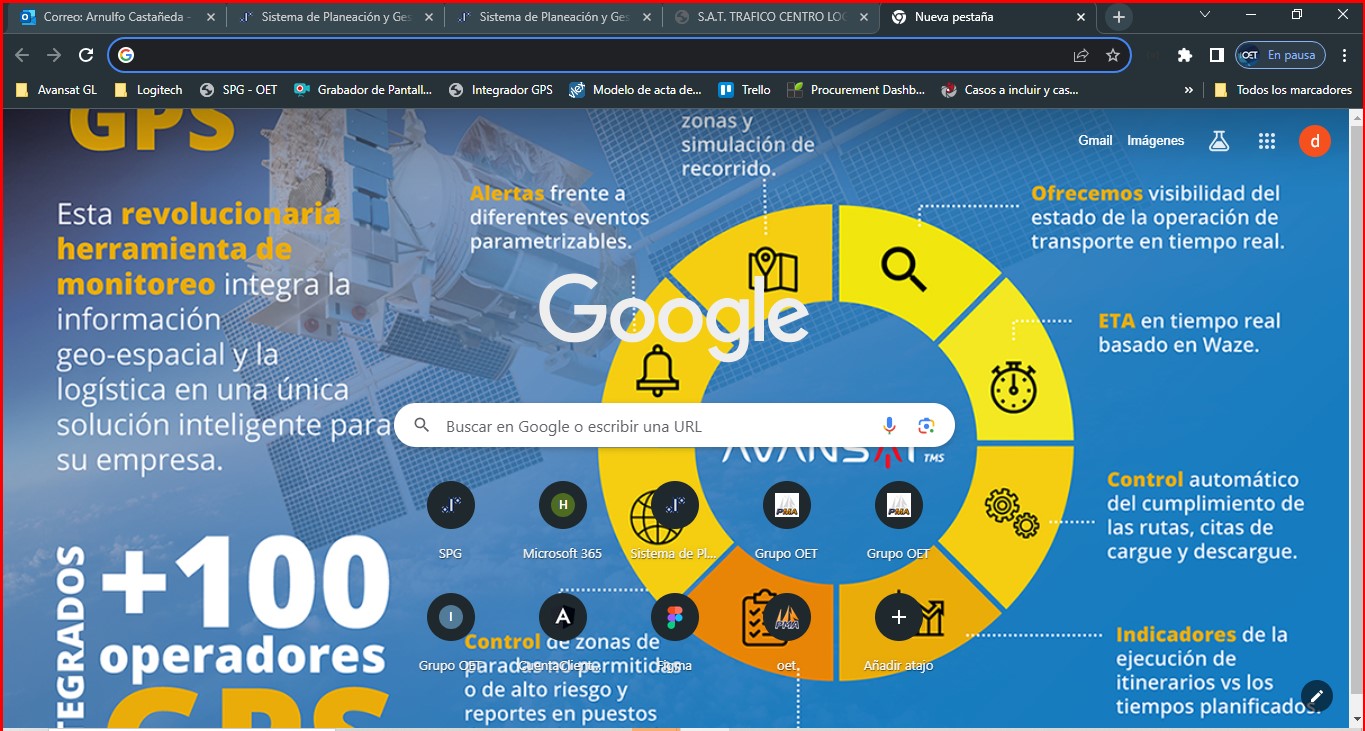 Correo: Arnulfo Castañeda -
Sistema de Planeación y Ges
Sistema de Planeación y Ges
S.A.T. TRAFICO CENTRO LOG
Nueva pestaña
OET
En pausa
Avansat GL
Logitech
SPG - OET
Grabador de Pantall...
Integrador GPS
Modelo de acta de...
Trello
Procurement Dashb...
Casos a incluir y cas...
»
Todos los marcadores
Gmail
Imágenes
d
GPS
Esta revolucionaria
herramienta de
monitoreo integra la
información
geo-espacial y la
logística en una única
solución inteligente para
su empresa.
zonas y
simulación de
recorrido.
Alertas frente a
diferentes eventos
parametrizables.
Ofrecemos visibilidad del
estado de la operación de
transporte en tiempo real.
ETA en tiempo real
basado en Waze.
Google
Buscar en Google o escribir una URL
AVANSAT TMS
Control automático
del cumplimiento de
las rutas, citas de
cargue y descargue.
SPG
H
Microsoft 365
Sistema de Pl...
PMA
Grupo OET
PMA
Grupo OET
TEGRADOS
+100
operadores
GPS
I
Grupo OET
A
CuentaCliente
Figma
PMA
oet
Añadir atajo
Control de zonas de
paradas no permitidas
o de alto riesgo y
reportes en puestos
Indicadores de la
ejecución de
itinerarios vs los
tiempos planificados.